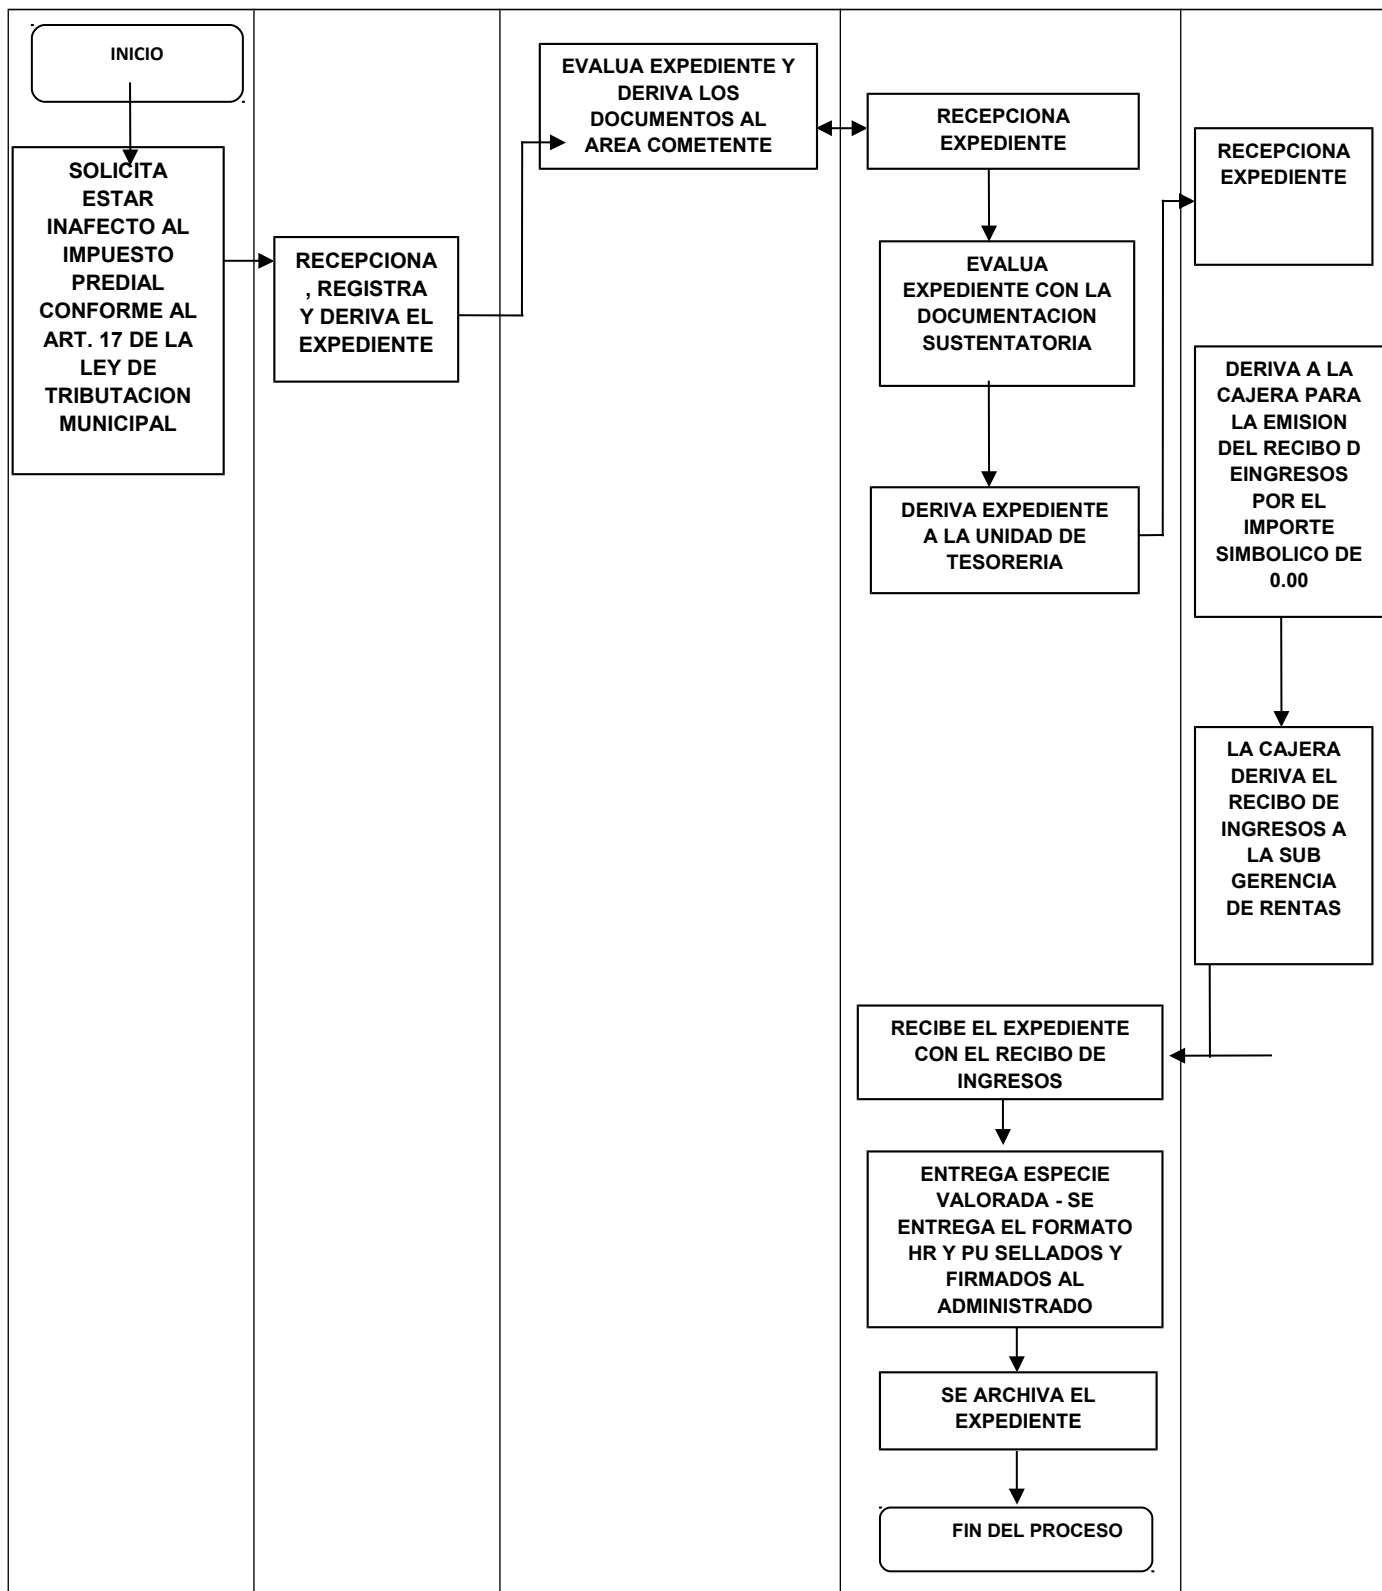 INICIO
SOLICITA
ESTAR
INAFECTO AL
IMPUESTO
PREDIAL
CONFORME AL
ART. 17 DE LA
LEY DE
TRIBUTACION
MUNICIPAL
RECEPCIONA
, REGISTRA
Y DERIVA EL
EXPEDIENTE
EVALUA EXPEDIENTE Y
DERIVA LOS
DOCUMENTOS AL
AREA COMETENTE
RECEPCIONA
EXPEDIENTE
EVALUA
EXPEDIENTE CON LA
DOCUMENTACION
SUSTENTATORIA
DERIVA EXPEDIENTE
A LA UNIDAD DE
TESORERIA
RECEPCIONA
EXPEDIENTE
DERIVA A LA
CAJERA PARA
LA EMISION
DEL RECIBO D
EINGRESOS
POR EL
IMPORTE
SIMBOLICO DE
0.00
LA CAJERA
DERIVA EL
RECIBO DE
INGRESOS A
LA SUB
GERENCIA
DE RENTAS
RECIBE EL EXPEDIENTE
CON EL RECIBO DE
INGRESOS
ENTREGA ESPECIE
VALORADA - SE
ENTREGA EL FORMATO
HR Y PU SELLADOS Y
FIRMADOS AL
ADMINISTRADO
SE ARCHIVA EL
EXPEDIENTE
FIN DEL PROCESO